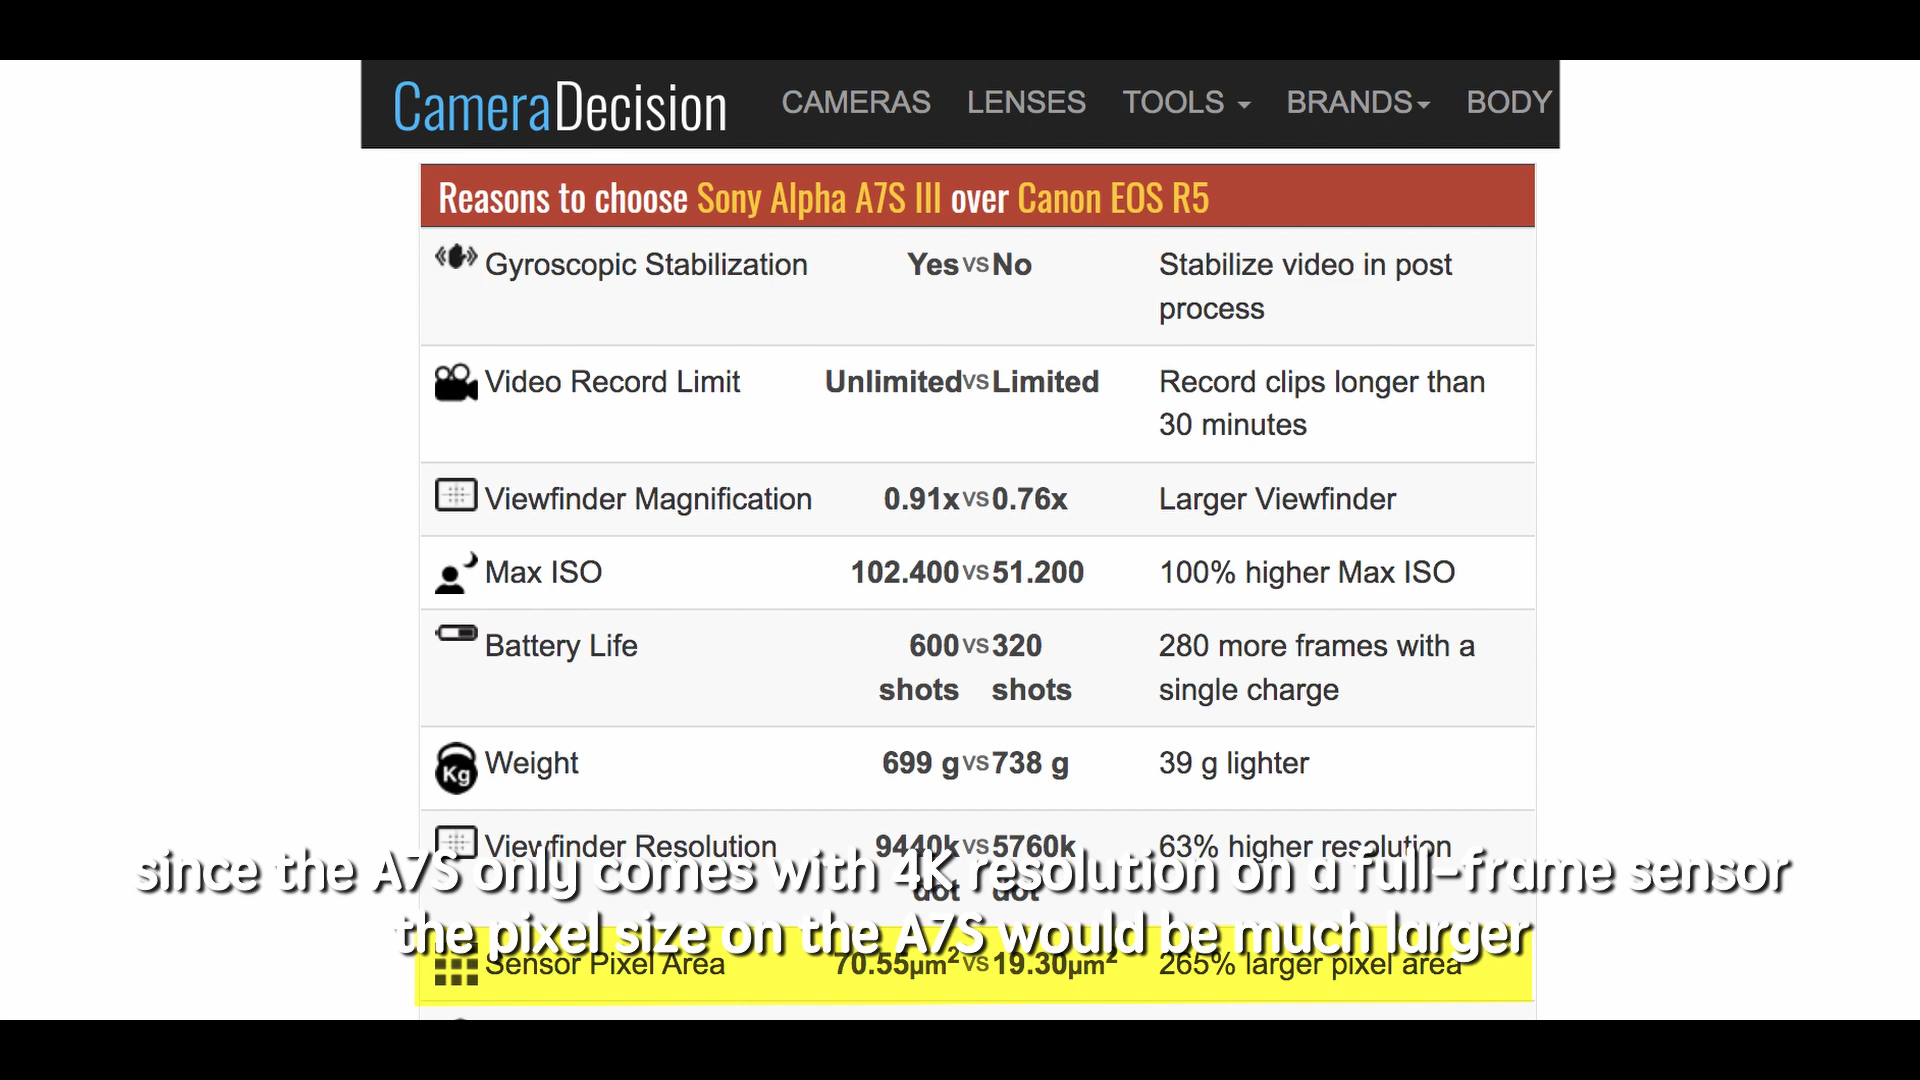 CameraDecision CAMERAS LENSES TOOLS BRANDS BODY
Reasons to choose Sony Alpha A7S III over Canon EOS R5
Gyroscopic Stabilization Yes vs No Stabilize video in post
process
Video Record Limit Unlimited vs Limited Record clips longer than
30 minutes
Viewfinder Magnification 0.91x vs 0.76x Larger Viewfinder
Max ISO 102.400 vs 51.200 100% higher Max ISO
Battery Life 600 vs 320 280 more frames with a
shots shots single charge
Weight Kg 699 g vs 738 g 39 g lighter
Viewfinder Resolution 9440k vs 5760k 63% higher resolution
dot dot
since the A7S only comes with 4K resolution on a full-frame sensor
the pixel size on the A7S would be much larger
Sensor Pixel Area 70.55µm² vs 19.30µm² 265% larger pixel area